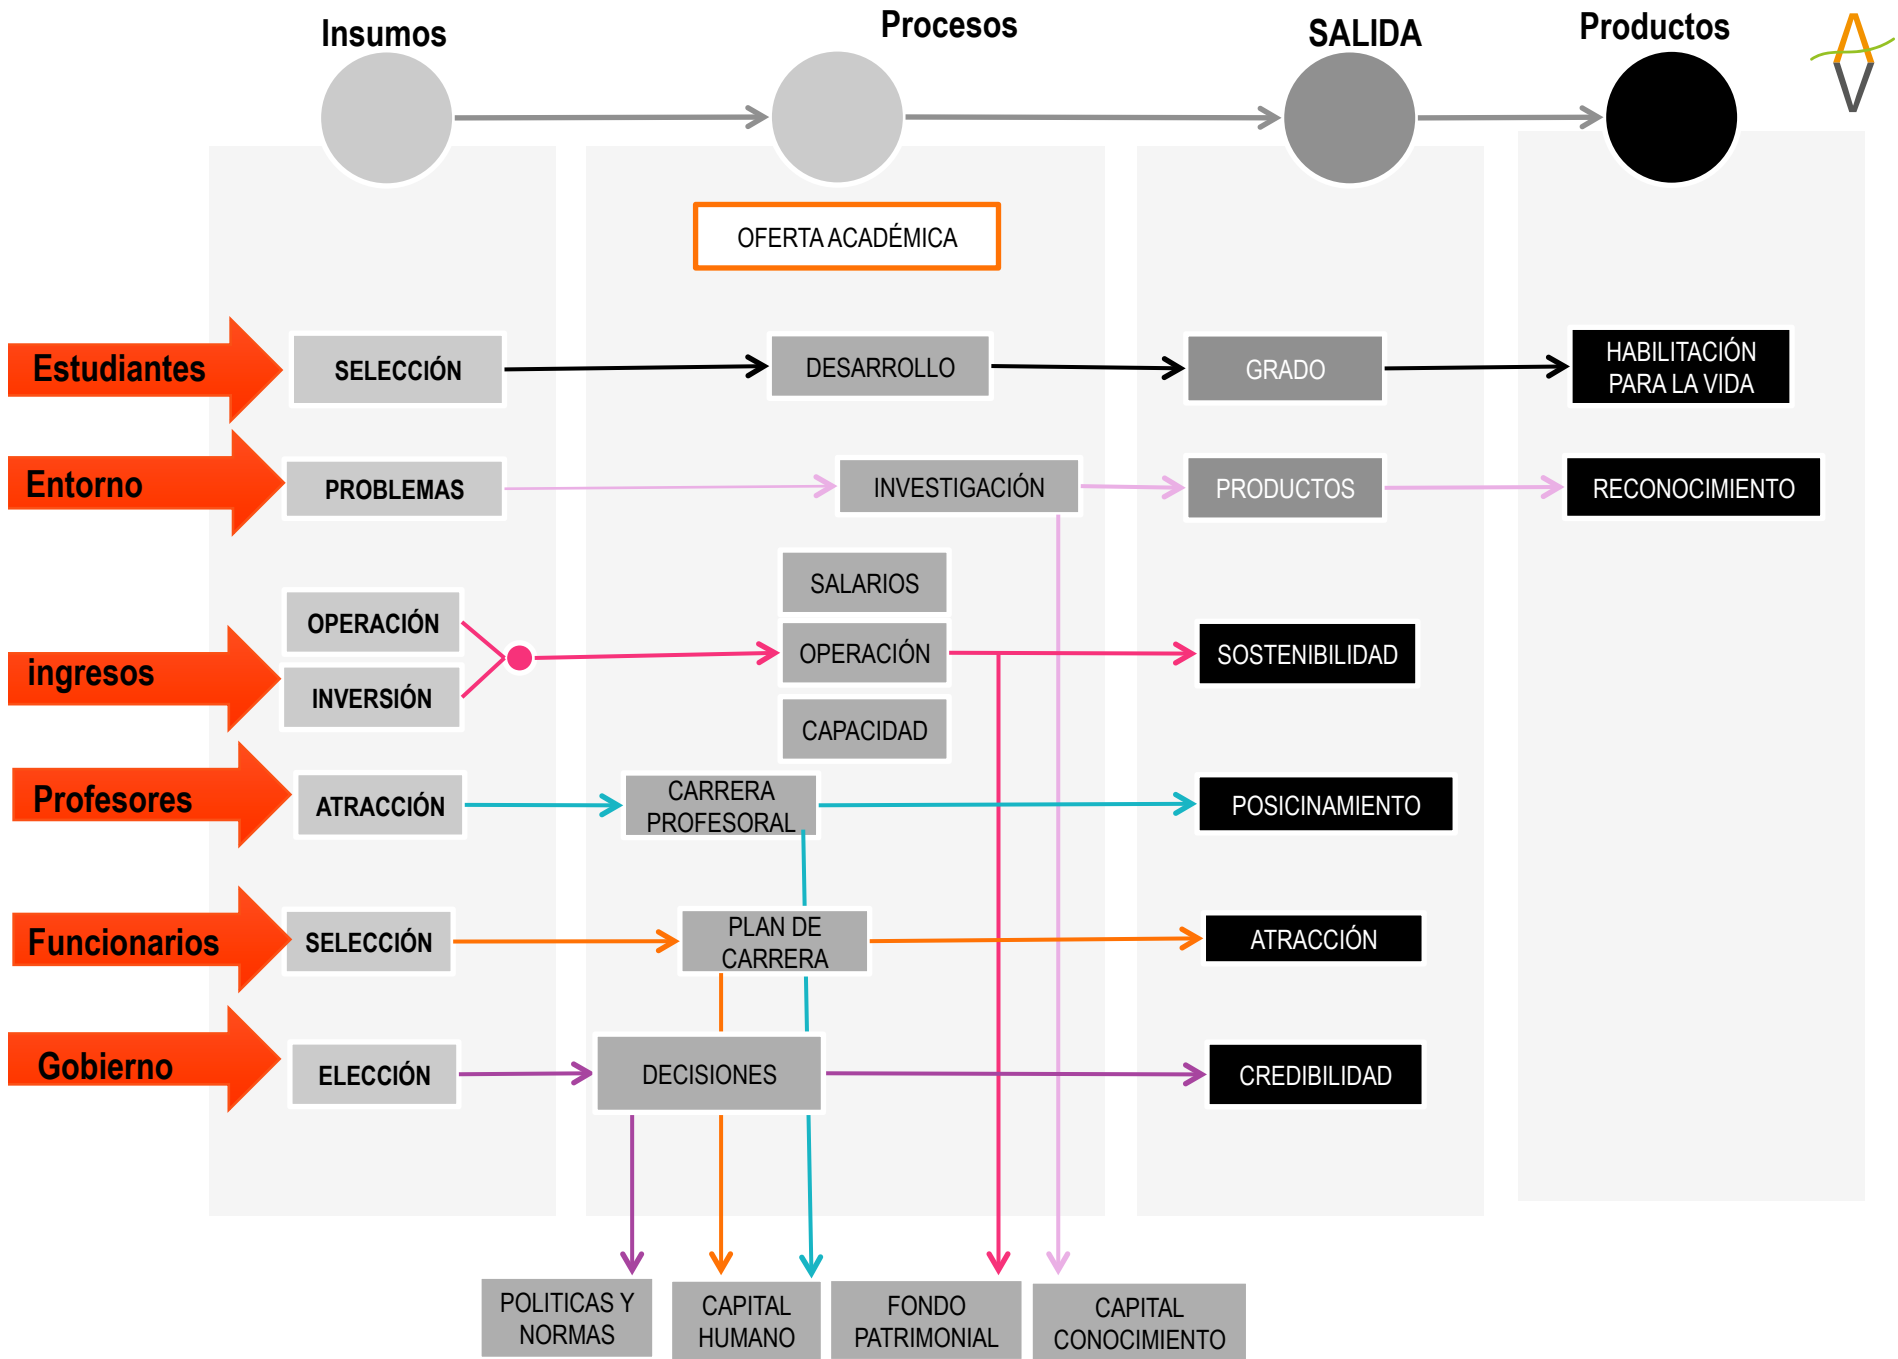 Insumos
Procesos
SALIDA
Productos
OFERTA ACADÉMICA
Estudiantes
SELECCIÓN
DESARROLLO
GRADO
HABILITACIÓN
PARA LA VIDA
Entorno
PROBLEMAS
INVESTIGACIÓN
PRODUCTOS
RECONOCIMIENTO
ingresos
OPERACIÓN
INVERSIÓN
SALARIOS
OPERACIÓN
CAPACIDAD
SOSTENIBILIDAD
Profesores
ATRACCIÓN
CARRERA
PROFESORAL
POSICINAMIENTO
Funcionarios
SELECCIÓN
PLAN DE
CARRERA
ATRACCIÓN
Gobierno
ELECCIÓN
DECISIONES
CREDIBILIDAD
POLITICAS Y
NORMAS
CAPITAL
HUMANO
FONDO
PATRIMONIAL
CAPITAL
CONOCIMIENTO